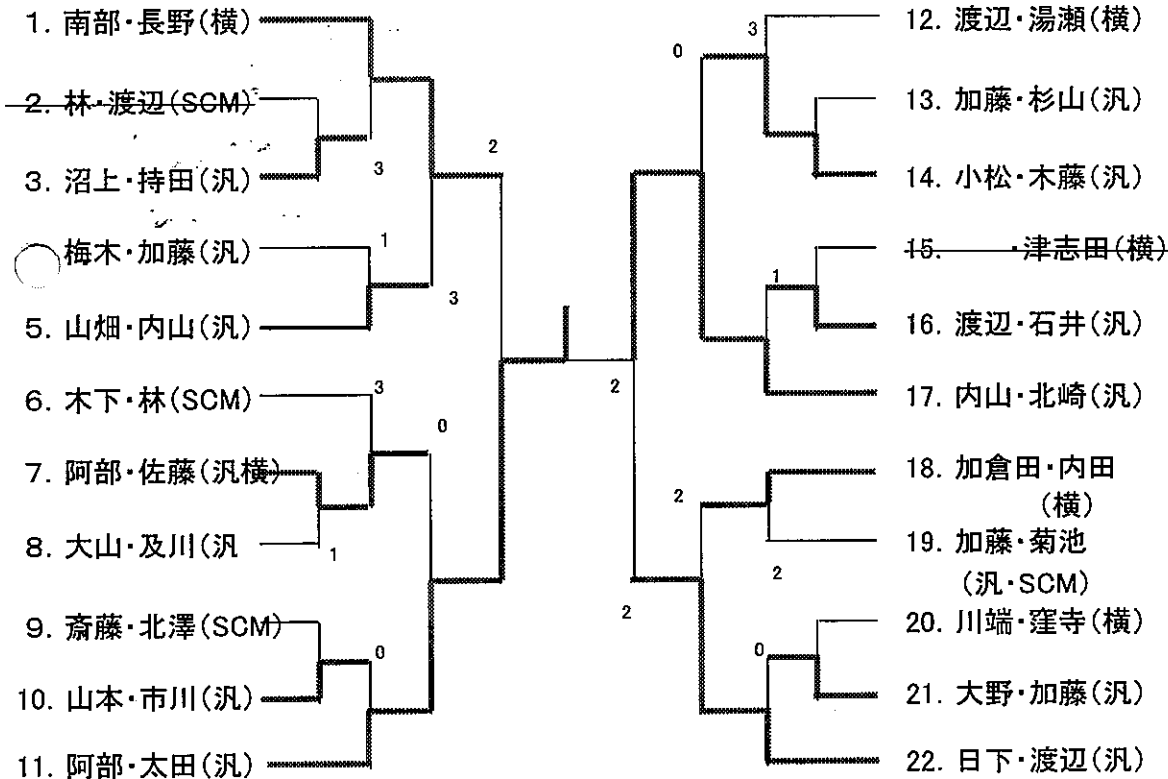 1. 南部・長野(横)
2. 林・渡辺(SCM)
3. 沼上・持田(汎)
梅木・加藤(汎)
5. 山畑・内山(汎)
6. 木下・林(SCM)
7. 阿部・佐藤(汎横)
8. 大山・及川(汎
9. 斎藤・北澤(SCM)
10. 山本・市川(汎)
11. 阿部・太田(汎)
3
2
1
3
3
0
1
0
2
0
3
1
2
2
2
0
12. 渡辺・湯瀬(横)
13. 加藤・杉山(汎)
14. 小松・木藤(汎)
15. ・津志田(横)
16. 渡辺・石井(汎)
17. 内山・北崎(汎)
18. 加倉田・内田
(横)
19. 加藤・菊池
(汎・SCM)
20. 川端・窪寺(横)
21. 大野・加藤(汎)
22. 日下・渡辺(汎)